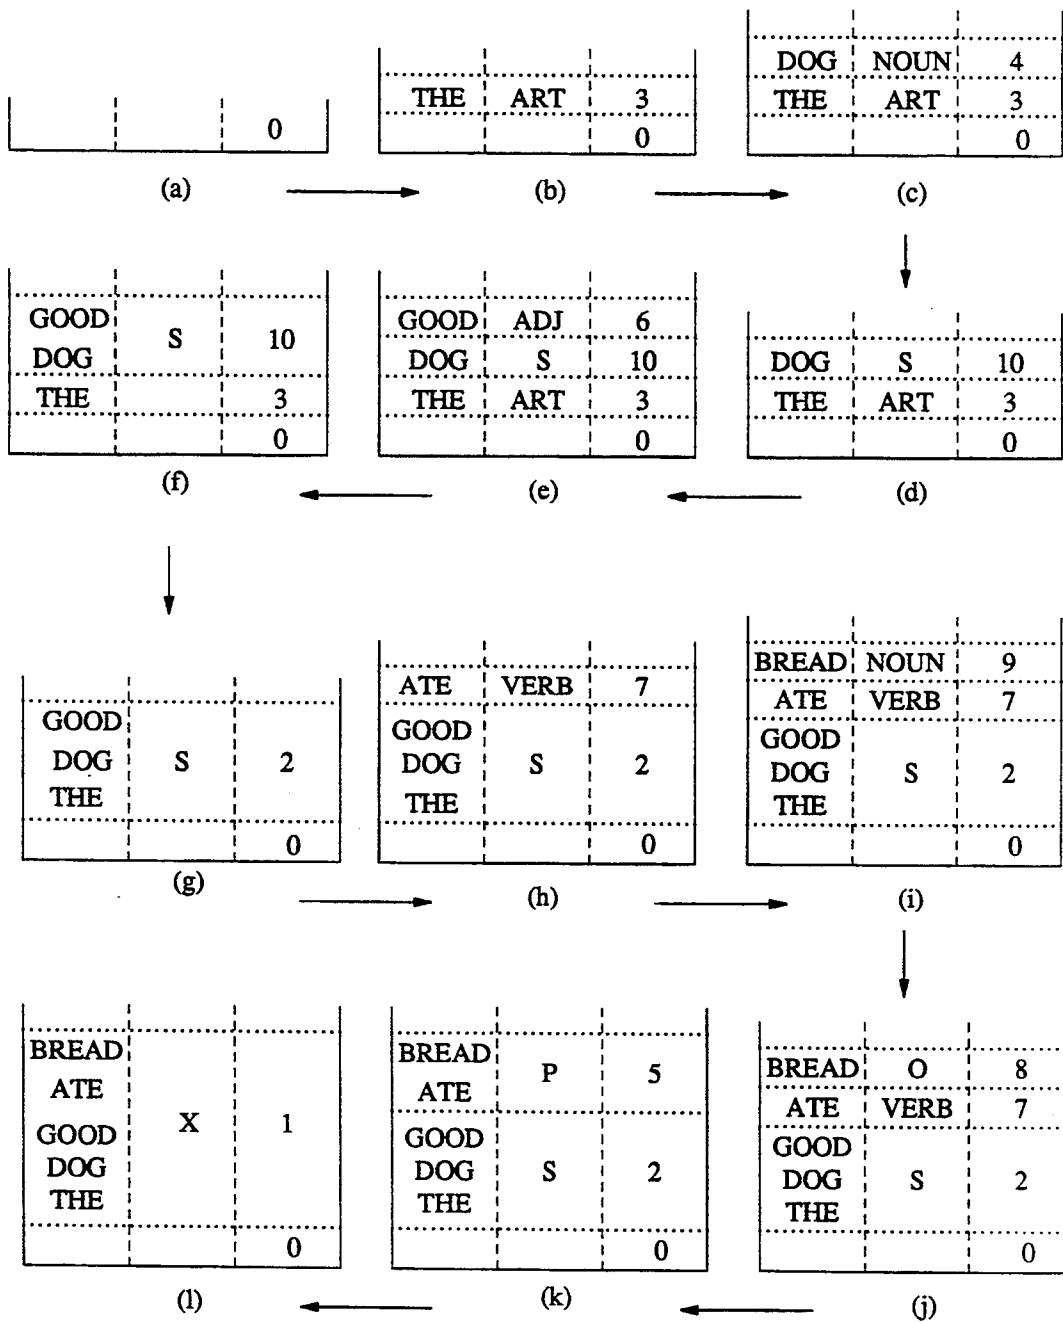 0
(a)
THE ART 3
0
(b)
DOG NOUN 4
THE ART 3
0
(c)
GOOD
DOG
S 10
THE 3
0
(f)
GOOD ADJ 6
DOG S 10
THE ART 3
0
(e)
DOG S 10
THE ART 3
0
(d)
GOOD
DOG S 2
THE
0
(g)
ATE VERB 7
GOOD
DOG S 2
THE
0
(h)
BREAD NOUN 9
ATE VERB 7
GOOD
DOG S 2
THE
0
(i)
BREAD
ATE
X 1
GOOD
DOG
THE
0
(l)
BREAD
P 5
ATE
GOOD
DOG S 2
THE
0
(k)
BREAD O 8
ATE VERB 7
GOOD
DOG S 2
THE
0
(j)